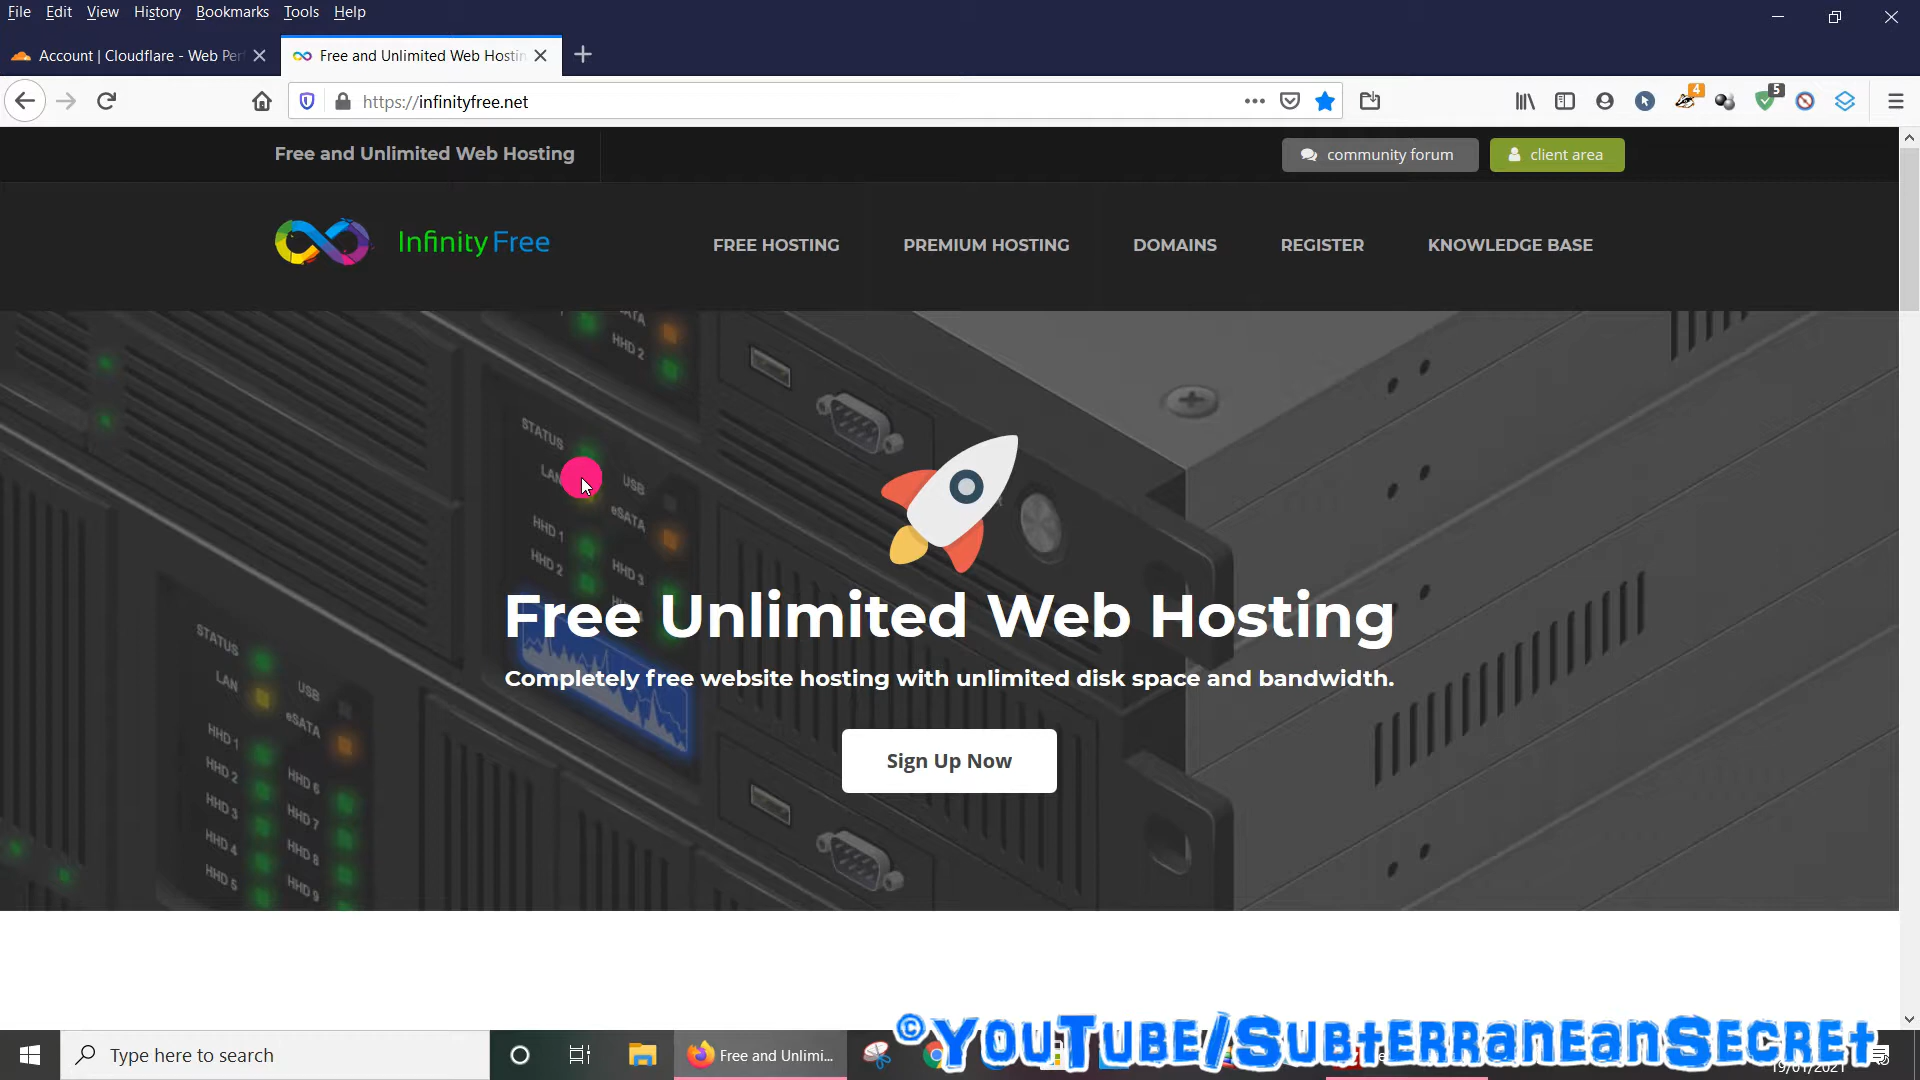 File Edit View History Bookmarks Tools Help
Account | Cloudflare - Web Perf
Free and Unlimited Web Hostin
https://infinityfree.net
4
5
Free and Unlimited Web Hosting
community forum
client area
Infinity Free
FREE HOSTING
PREMIUM HOSTING
DOMAINS
REGISTER
KNOWLEDGE BASE
HHD 2
STATUS
LAN
USB
eSATA
HHD 1
HHD 2
HHD 3
Free Unlimited Web Hosting
Completely free website hosting with unlimited disk space and bandwidth.
Sign Up Now
STATUS
LAN
USB
eSATA
HHD 1
HHD 2
HHD 3
HHD 4
HHD 5
HHD 6
HHD 7
HHD 8
HHD 9
Type here to search
Free and Unlimi...
©YouTube/SubterraneanSecret
19/01/2021